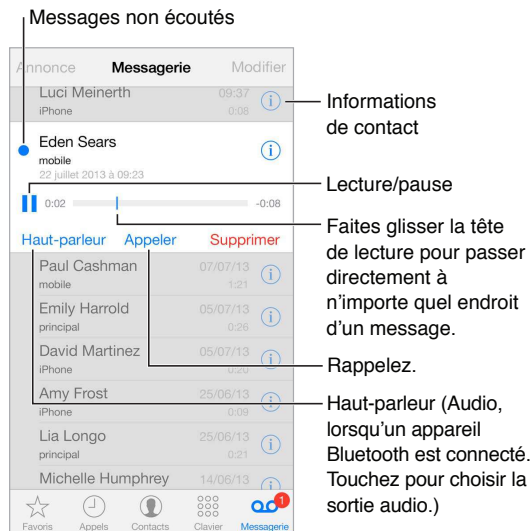 Messages non écoutés
Annonce Messagerie Modifier
Luci Meinerth 09:37
iPhone 0:08
Informations
de contact
Eden Sears
mobile
22 juillet 2013 à 09:23
Lecture/pause
0:02 -0:08
Faites glisser la tête
de lecture pour passer
directement à
n'importe quel endroit
d'un message.
Haut-parleur Appeler Supprimer
Paul Cashman 07/07/13
mobile 1:21
Emily Harrold 05/07/13
principal 0:26
David Martinez 05/07/13
iPhone 0:20
Rappelez.
Amy Frost 25/06/13
iPhone 0:09
Haut-parleur (Audio,
lorsqu'un appareil
Bluetooth est connecté.
Touchez pour choisir la
sortie audio.)
Lia Longo 25/06/13
principal 0:21
Michelle Humphrey 14/06/13
1
Favoris Appels Contacts Clavier Messagerie